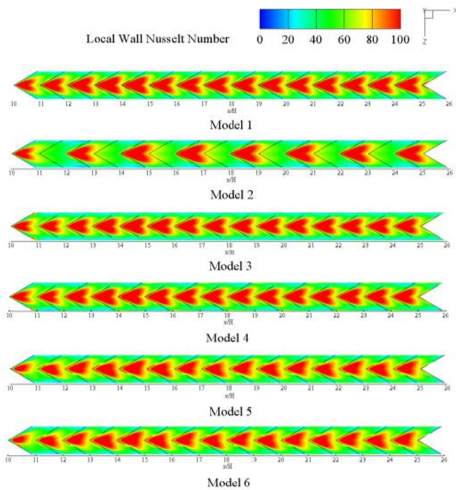 Local Wall Nusselt Number
0 20 40 60 80 100
Y X
Z
10 11 12 13 14 15 16 17 18 19 20 21 22 23 24 25 26
x/H
Model 1
10 11 12 13 14 15 16 17 18 19 20 21 22 23 24 25 26
x/H
Model 2
10 11 12 13 14 15 16 17 18 19 20 21 22 23 24 25 26
x/H
Model 3
10 11 12 13 14 15 16 17 18 19 20 21 22 23 24 25 26
x/H
Model 4
10 11 12 13 14 15 16 17 18 19 20 21 22 23 24 25 26
x/H
Model 5
10 11 12 13 14 15 16 17 18 19 20 21 22 23 24 25 26
x/H
Model 6